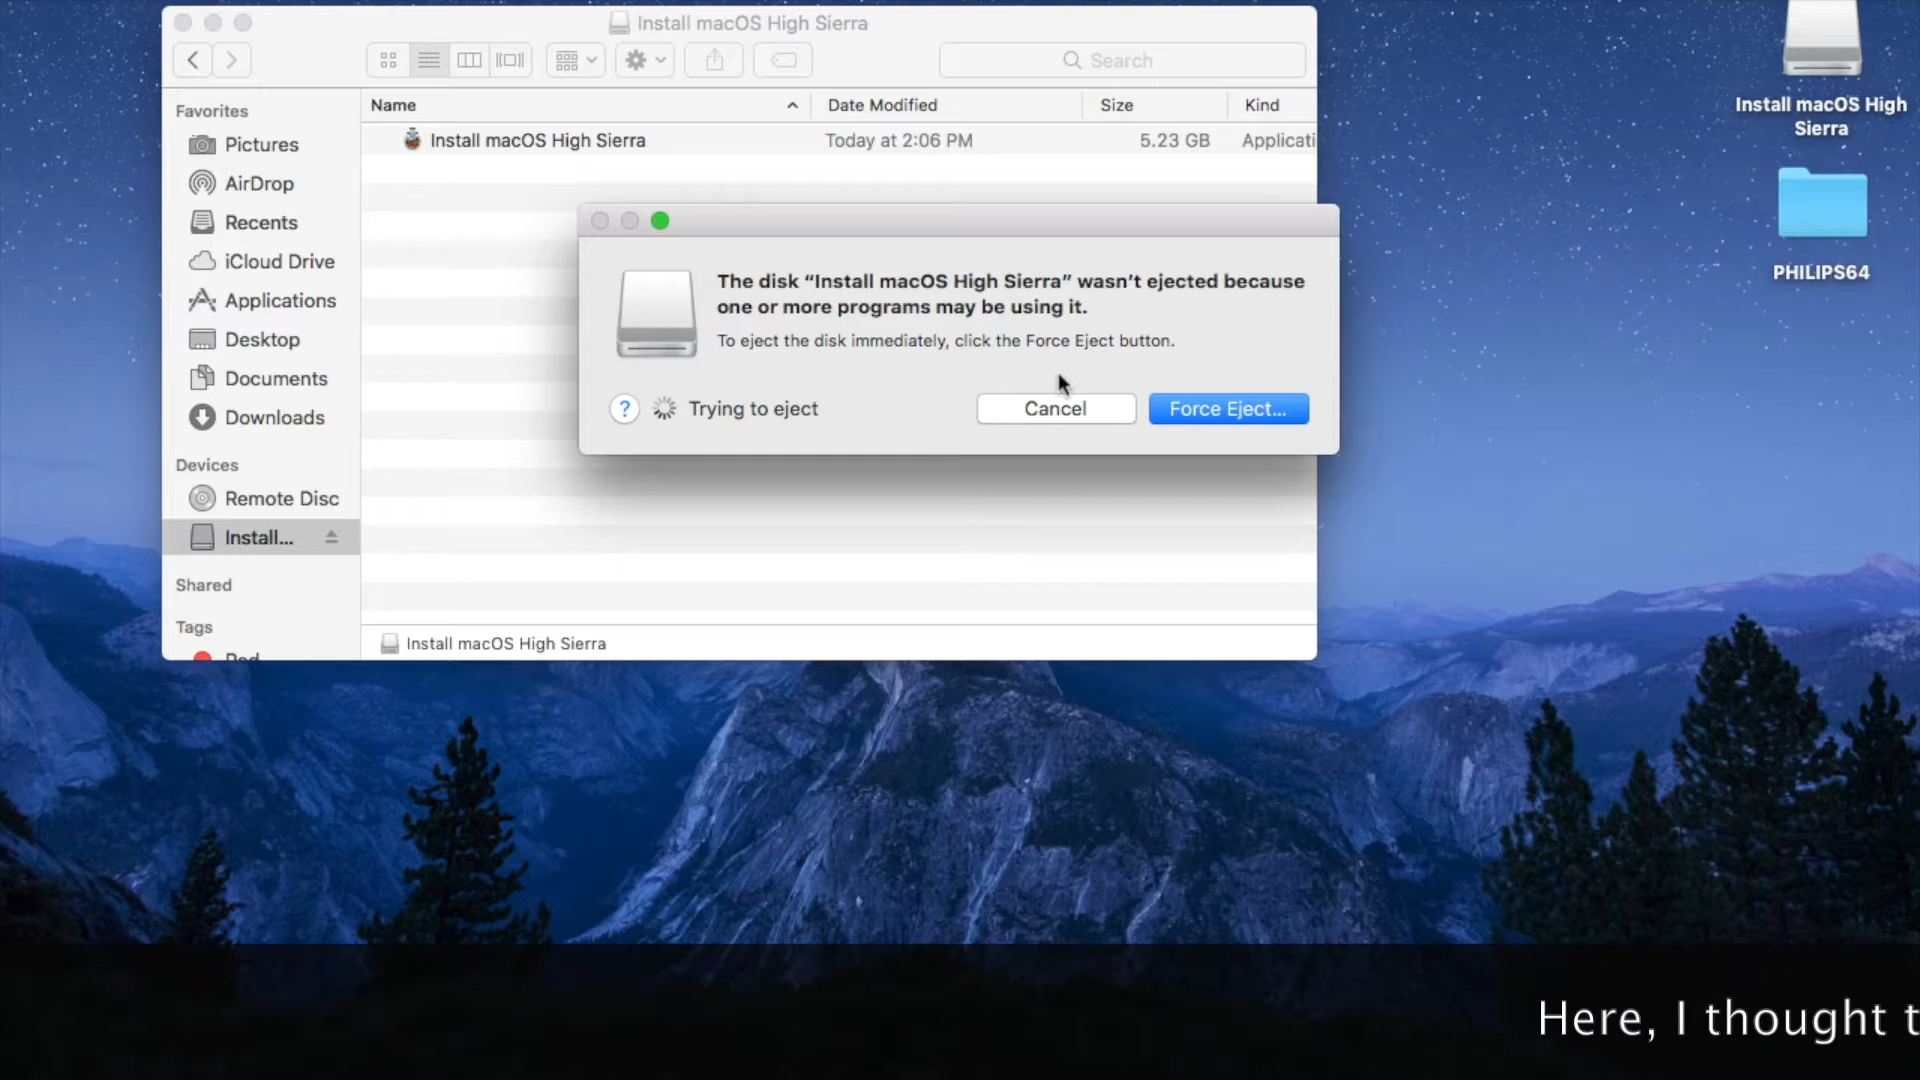 Install macOS High Sierra
Search
Favorites
Pictures
AirDrop
Recents
iCloud Drive
Applications
Desktop
Documents
Downloads
Devices
Remote Disc
Install...
Shared
Tags
Red
Name
Date Modified
Size
Kind
Install macOS High Sierra
Today at 2:06 PM
5.23 GB
Applicati
The disk “Install macOS High Sierra” wasn’t ejected because
one or more programs may be using it.
To eject the disk immediately, click the Force Eject button.
?
Trying to eject
Cancel
Force Eject...
Install macOS High Sierra
Install macOS High
Sierra
PHILIPS64
Here, I thought t